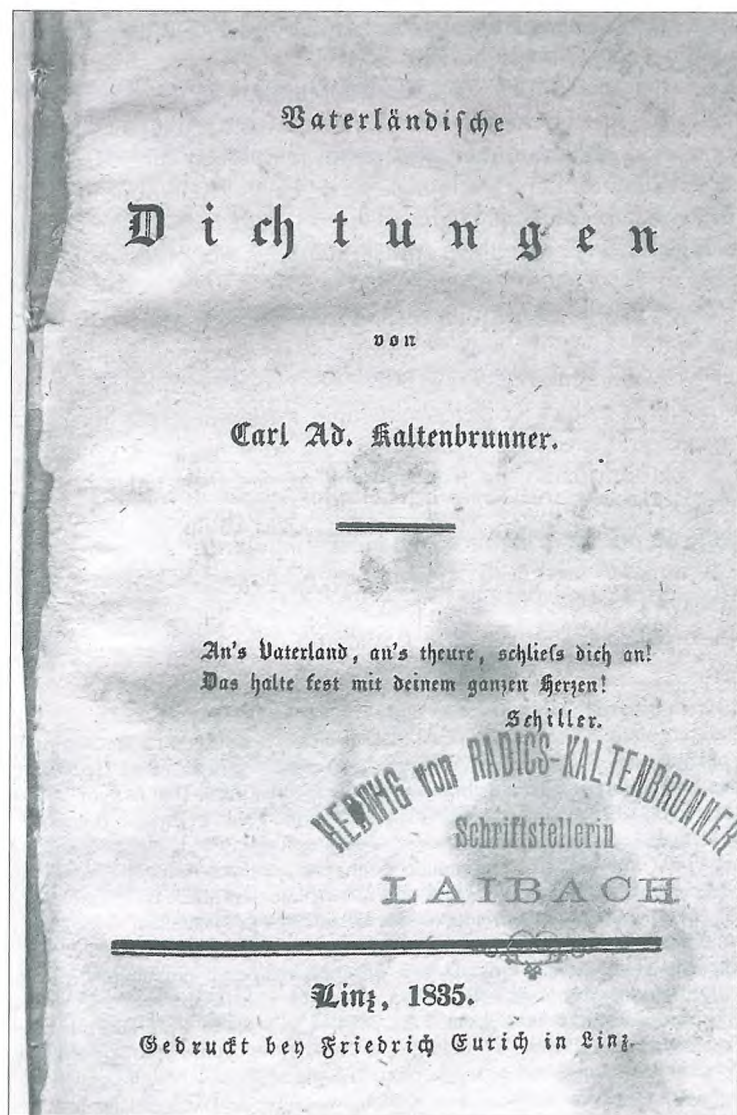 Vaterländische
Dichtungen
von
Carl Ad. Kaltenbrunner.
An's Vaterland, an's theure, schliefs dich an!
Das halte fest mit deinem ganzen Herzen!
Schiller.
HEDWIG von RADICS-KALTENBRUNNER
Schriftstellerin
LAIBACH
Linz, 1835.
Gedruckt bey Friedrich Eurich in Linz.